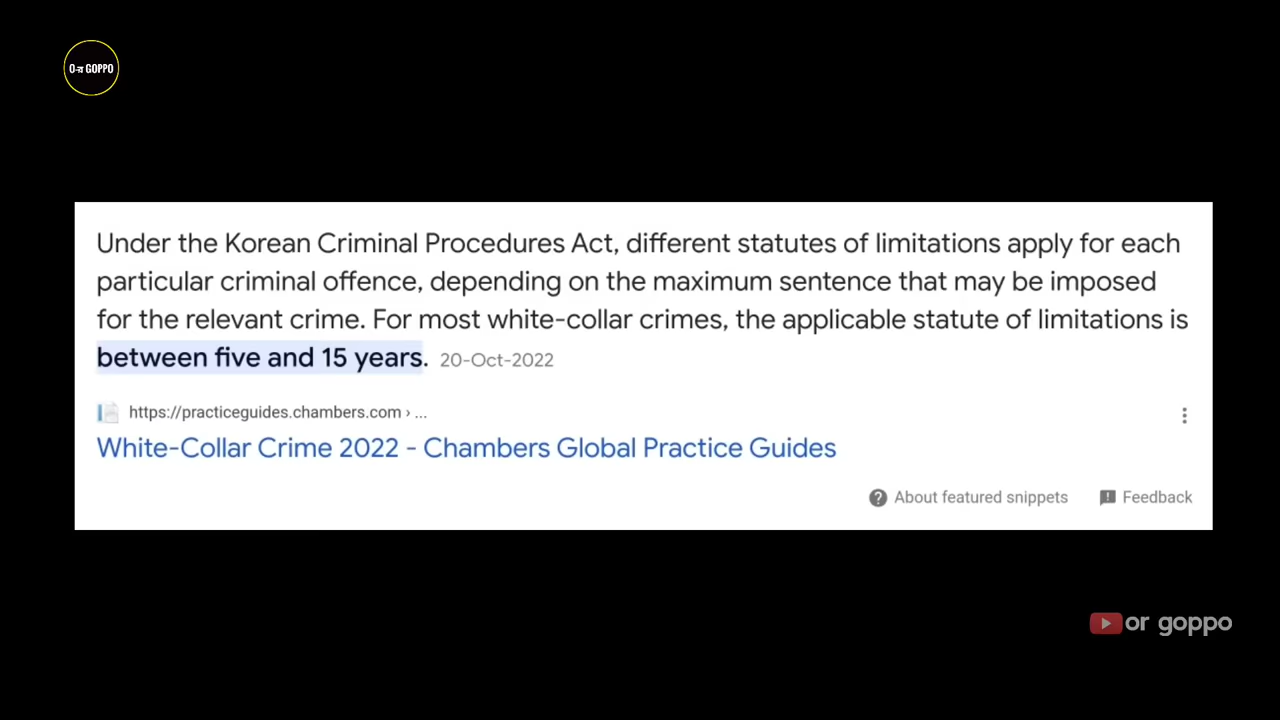 O-র GOPPO
Under the Korean Criminal Procedures Act, different statutes of limitations apply for each
particular criminal offence, depending on the maximum sentence that may be imposed
for the relevant crime. For most white-collar crimes, the applicable statute of limitations is
between five and 15 years. 20-Oct-2022
https://practiceguides.chambers.com › ...
White-Collar Crime 2022 - Chambers Global Practice Guides
About featured snippets Feedback
or goppo